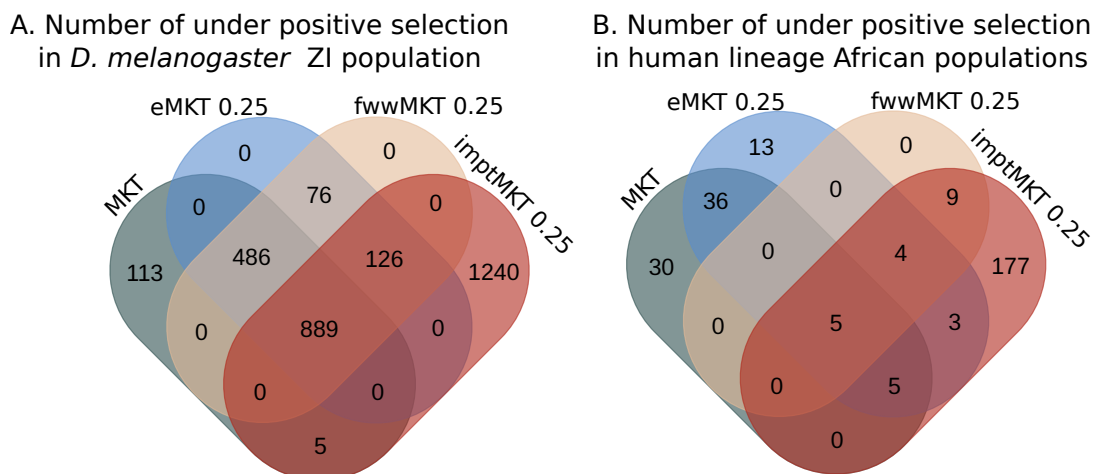 A. Number of under positive selection
in D. melanogaster ZI population
eMKT 0.25
fwwMKT 0.25
MKT
imptMKT 0.25
0
0
76
0
0
113
486
126
1240
0
889
0
0
0
5
B. Number of under positive selection
in human lineage African populations
eMKT 0.25
fwwMKT 0.25
MKT
imptMKT 0.25
13
0
0
36
9
30
0
4
177
0
5
3
0
5
0